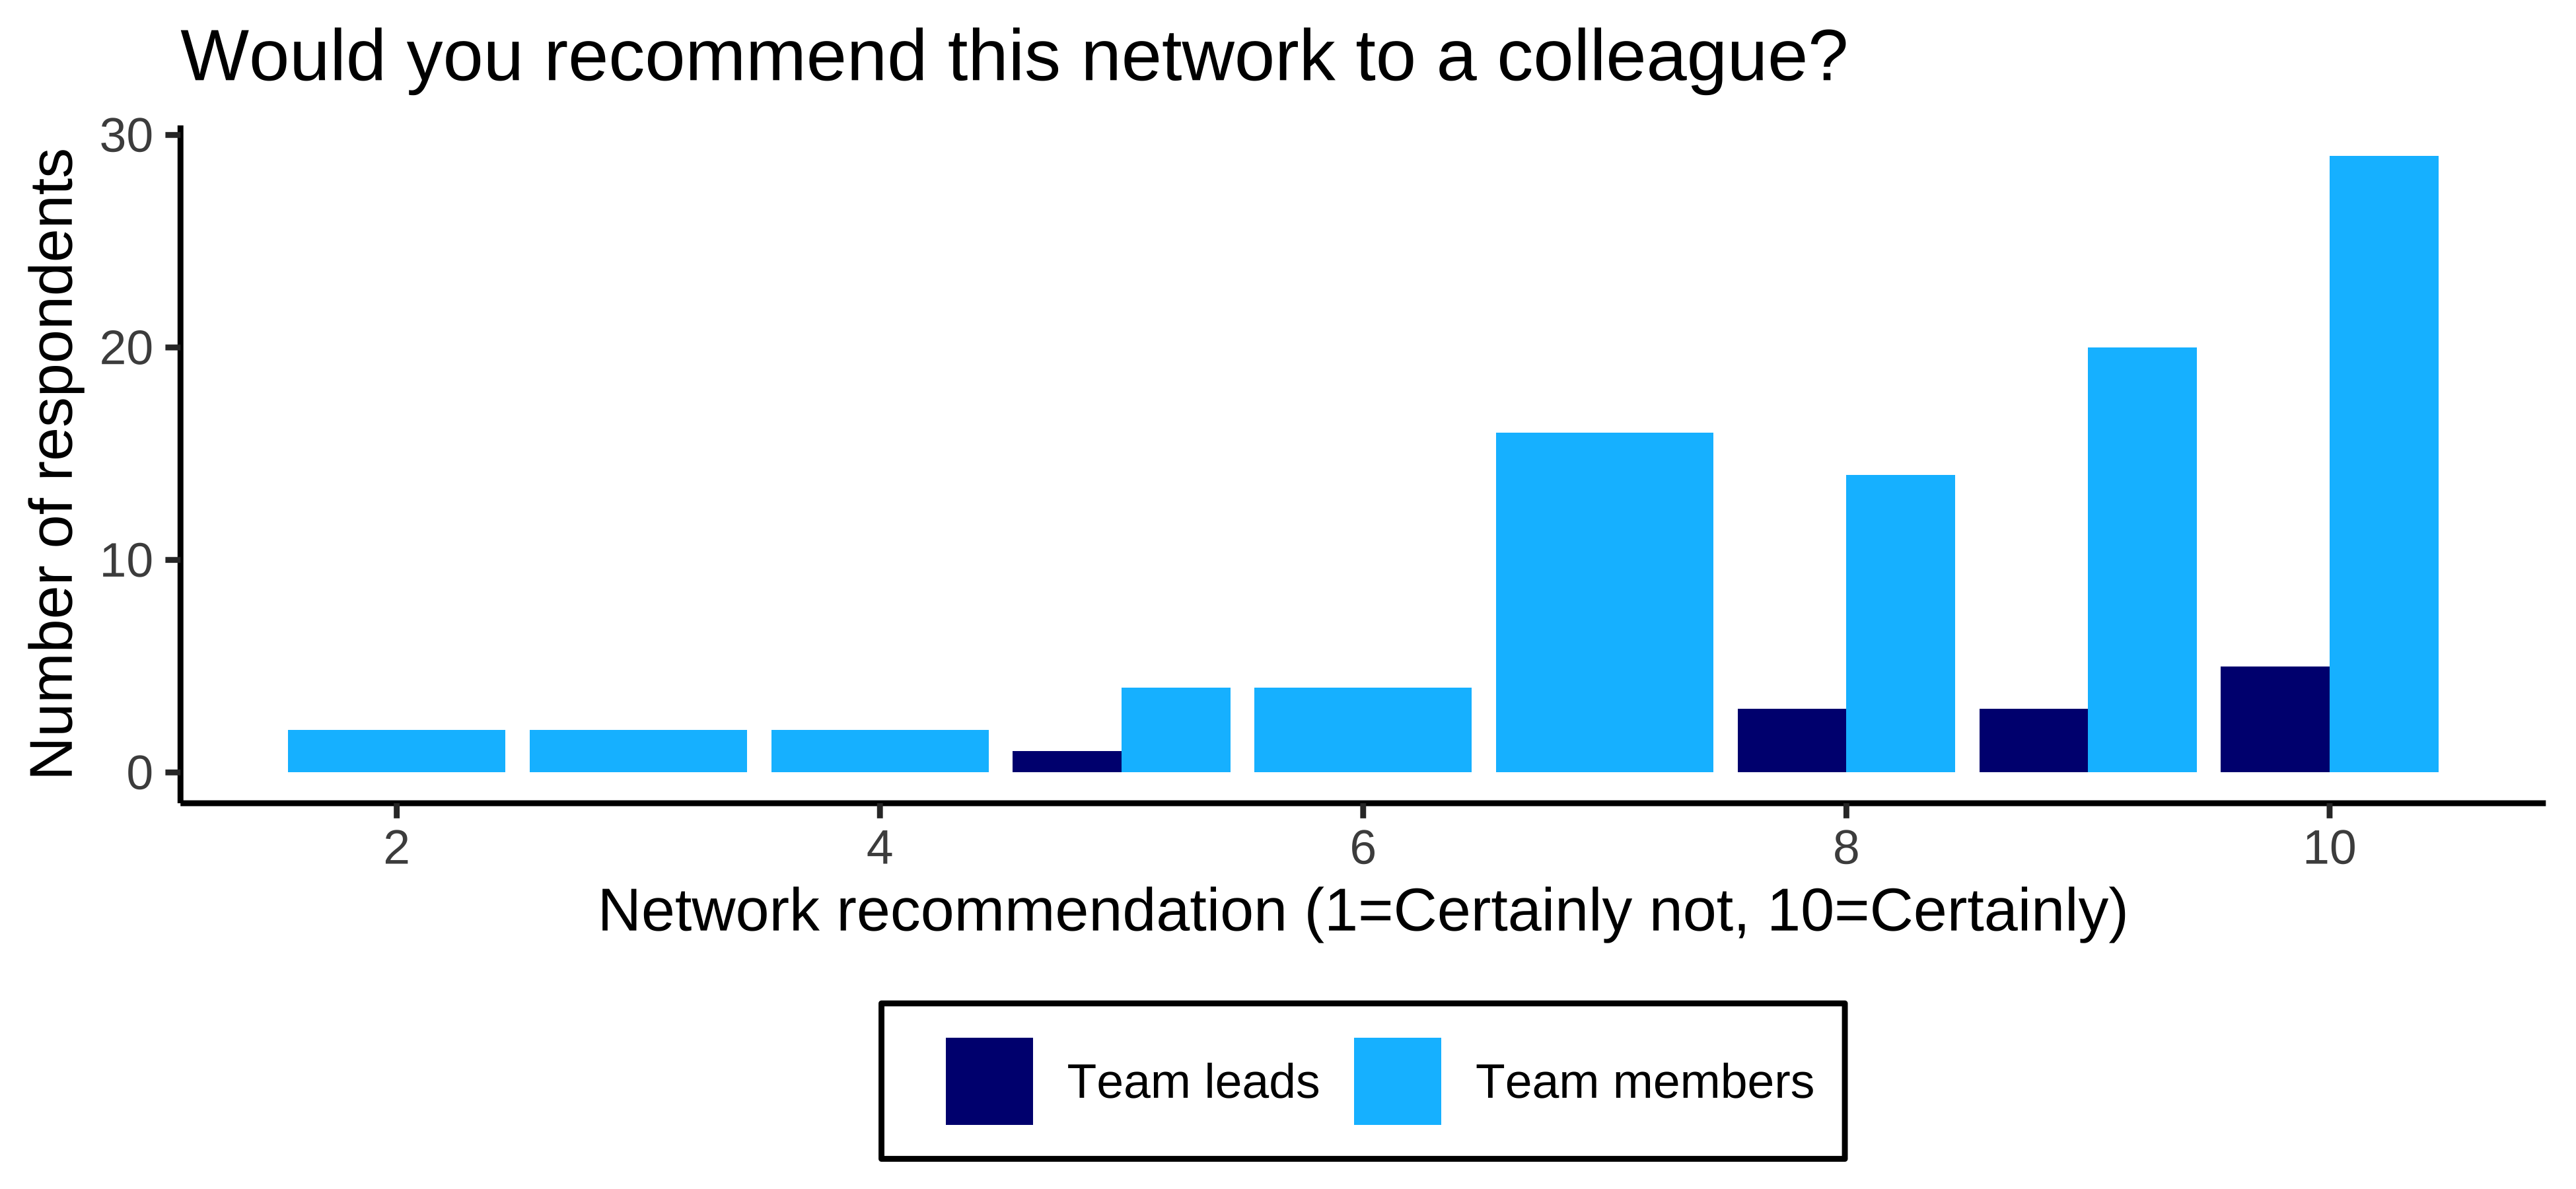 Would you recommend this network to a colleague?
Number of respondents
30
20
10
0
2 4 6 8 10
Network recommendation (1=Certainly not, 10=Certainly)
Team leads Team members